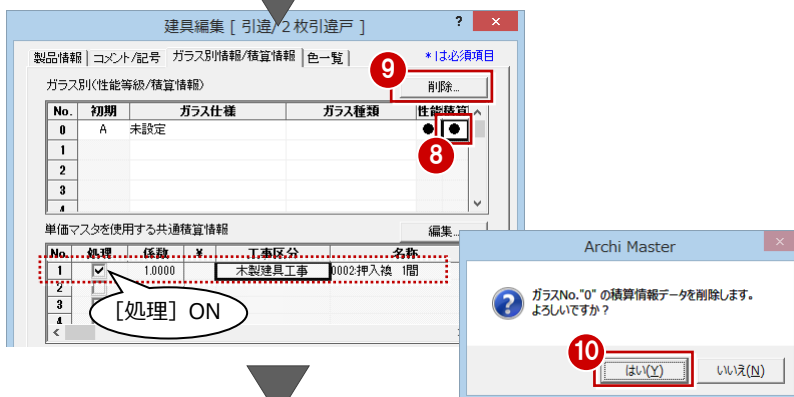 建具編集 [ 引違/2枚引違戸 ]
? ×
製品情報 コメント/記号 ガラス別情報/積算情報 色一覧 *は必須項目
9
ガラス別(性能等級/積算情報) 削除...
No. 初期 ガラス仕様 ガラス種類 性能 積算
0 A 未設定 ● ●
8
1
2
3
4
単価マスタを使用する共通積算情報 編集...
No. 処理 係数 ¥ 工事区分 名称
1 1.0000 木製建具工事 0002:押入襖 1間
2
3
4
[処理] ON
Archi Master
×
ガラスNo."0" の積算情報データを削除します。
よろしいですか?
10
はい(Y) いいえ(N)